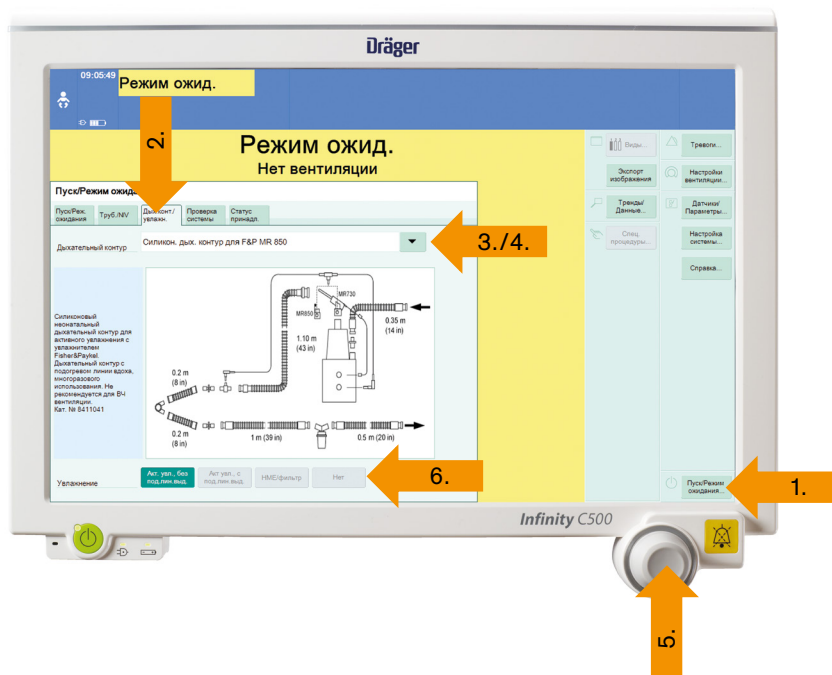 Dräger
09:05:49
Режим ожид.
2.
Режим ожид.
Нет вентиляции
Пуск/Режим ожида
Пуск/Реж.
ожидания
Труб./NIV
Дых.конт./
увлажн.
Проверка
системы
Статус
принадл.
Дыхательный контур
Силикон. дых. контур для F&P MR 850
3./4.
Силиконовый
неонатальный
дыхательный контур для
активного увлажнения с
увлажнителем
Fisher&Paykel.
Дыхательный контур с
подогревом линии вдоха,
многоразового
использования. Не
рекомендуется для ВЧ
вентиляции.
Кат. № 8411041
MR730
MR850
0.35 m
(14 in)
1.10 m
(43 in)
0.2 m
(8 in)
0.2 m
(8 in)
1 m (39 in)
0.5 m (20 in)
Увлажнение
Акт. увл., без
под.лин.выд.
Акт увл., с
под.лин.выд.
HME/фильтр
Нет
6.
Виды...
Тревоги...
Экспорт
изображения
Настройки
вентиляции...
Тренды/
Данные...
Датчики/
Параметры...
Спец.
процедуры...
Настройка
системы...
Справка...
Пуск/Режим
ожидания...
1.
Infinity C500
5.